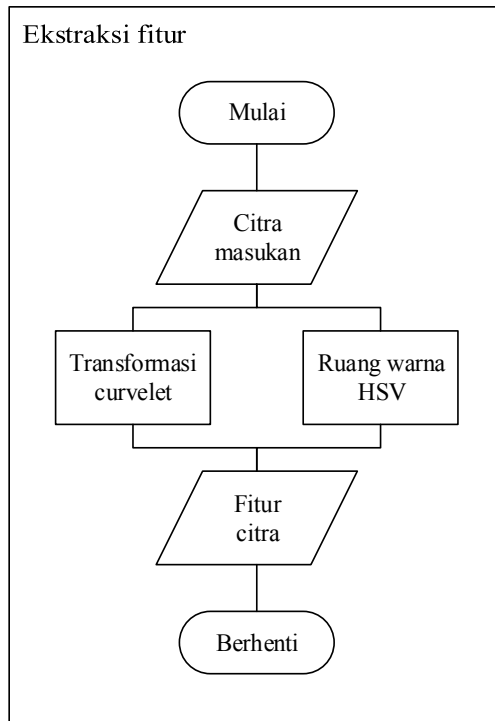 Ekstraksi fitur
Mulai
Citra
masukan
Transformasi
curvelet
Ruang warna
HSV
Fitur
citra
Berhenti